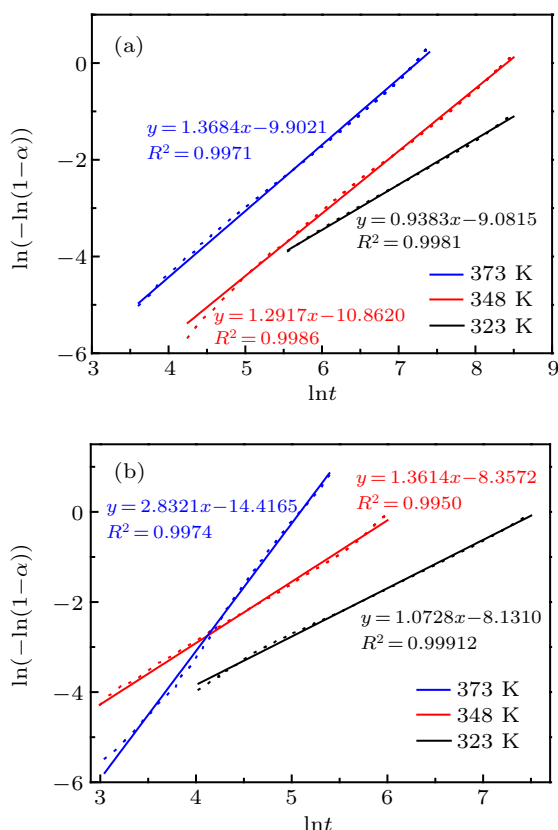 (a)
0
−2
−4
−6
ln(−ln(1−α))
y=1.3684x−9.9021
R²=0.9971
y=0.9383x−9.0815
R²=0.9981
y=1.2917x−10.8620
R²=0.9986
373 K
348 K
323 K
3 4 5 6 7 8 9
lnt
(b)
0
−2
−4
−6
ln(−ln(1−α))
y=2.8321x−14.4165
R²=0.9974
y=1.3614x−8.3572
R²=0.9950
y=1.0728x−8.1310
R²=0.99912
373 K
348 K
323 K
3 4 5 6 7
lnt